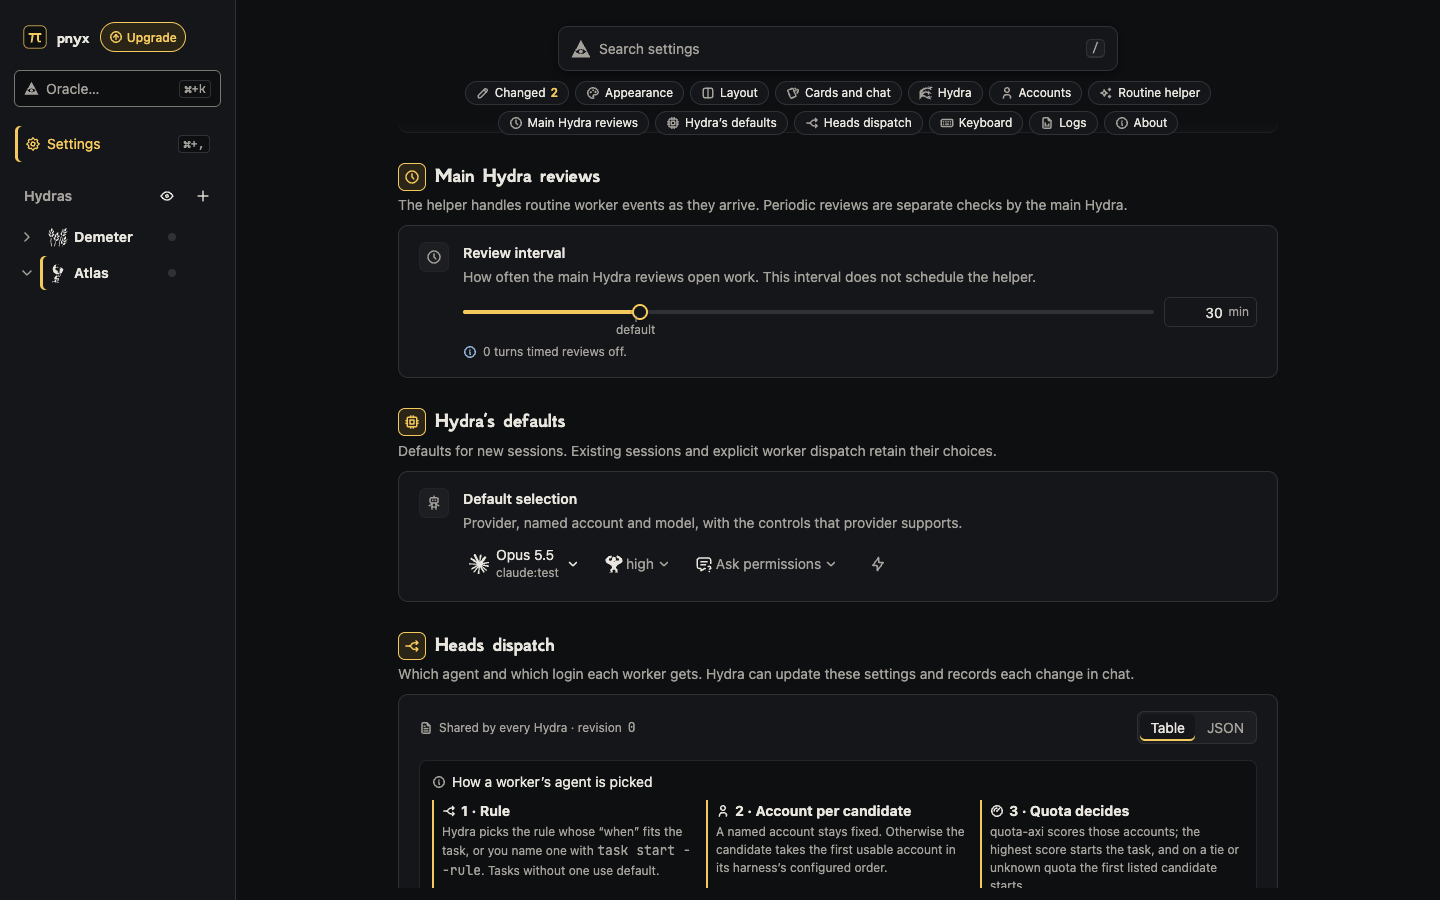 pnyx
Upgrade
Oracle...
⌘+k
Settings
⌘+,
Hydras
Demeter
Atlas
Search settings
/
Changed 2
Appearance
Layout
Cards and chat
Hydra
Accounts
Routine helper
Main Hydra reviews
Hydra's defaults
Heads dispatch
Keyboard
Logs
About
Main Hydra reviews
The helper handles routine worker events as they arrive. Periodic reviews are separate checks by the main Hydra.
Review interval
How often the main Hydra reviews open work. This interval does not schedule the helper.
30 min
default
0 turns timed reviews off.
Hydra's defaults
Defaults for new sessions. Existing sessions and explicit worker dispatch retain their choices.
Default selection
Provider, named account and model, with the controls that provider supports.
Opus 5.5
claude:test
high
Ask permissions
Heads dispatch
Which agent and which login each worker gets. Hydra can update these settings and records each change in chat.
Shared by every Hydra · revision 0
Table
JSON
How a worker's agent is picked
1 · Rule
Hydra picks the rule whose “when” fits the
task, or you name one with task start -
-rule. Tasks without one use default.
2 · Account per candidate
A named account stays fixed. Otherwise the
candidate takes the first usable account in
its harness's configured order.
3 · Quota decides
quota-axi scores those accounts; the
highest score starts the task, and on a tie or
unknown quota the first listed candidate
starts.